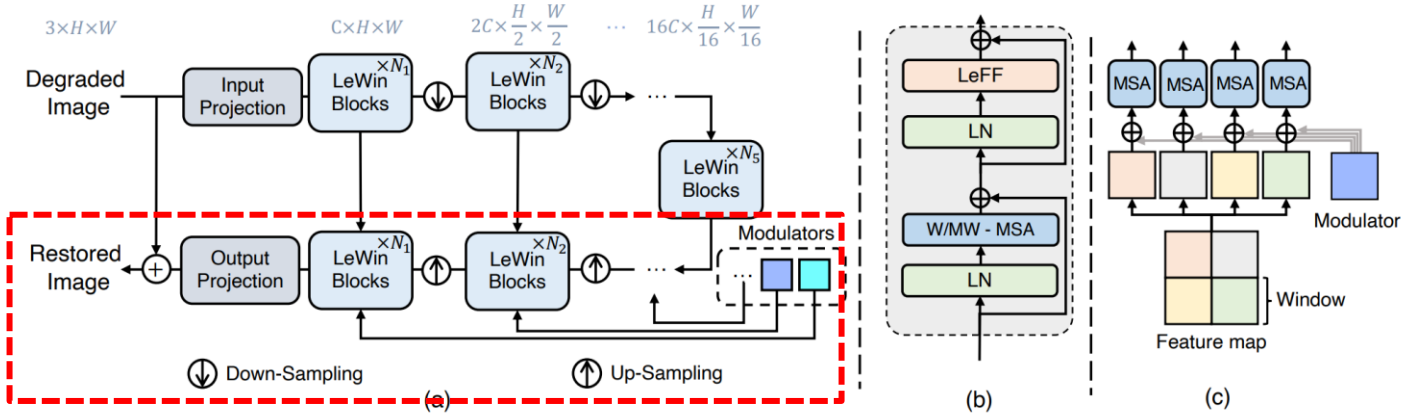 3×H×W
C×H×W
2C×H/2×W/2
...
16C×H/16×W/16
Degraded Image
Input Projection
LeWin Blocks ×N₁
LeWin Blocks ×N₂
...
LeWin Blocks ×N₅
Restored Image
Output Projection
LeWin Blocks ×N₁
LeWin Blocks ×N₂
...
Modulators
...
...
Down-Sampling
Up-Sampling
(a)
LeFF
LN
W/MW - MSA
LN
(b)
MSA
MSA
MSA
MSA
Modulator
Window
Feature map
(c)